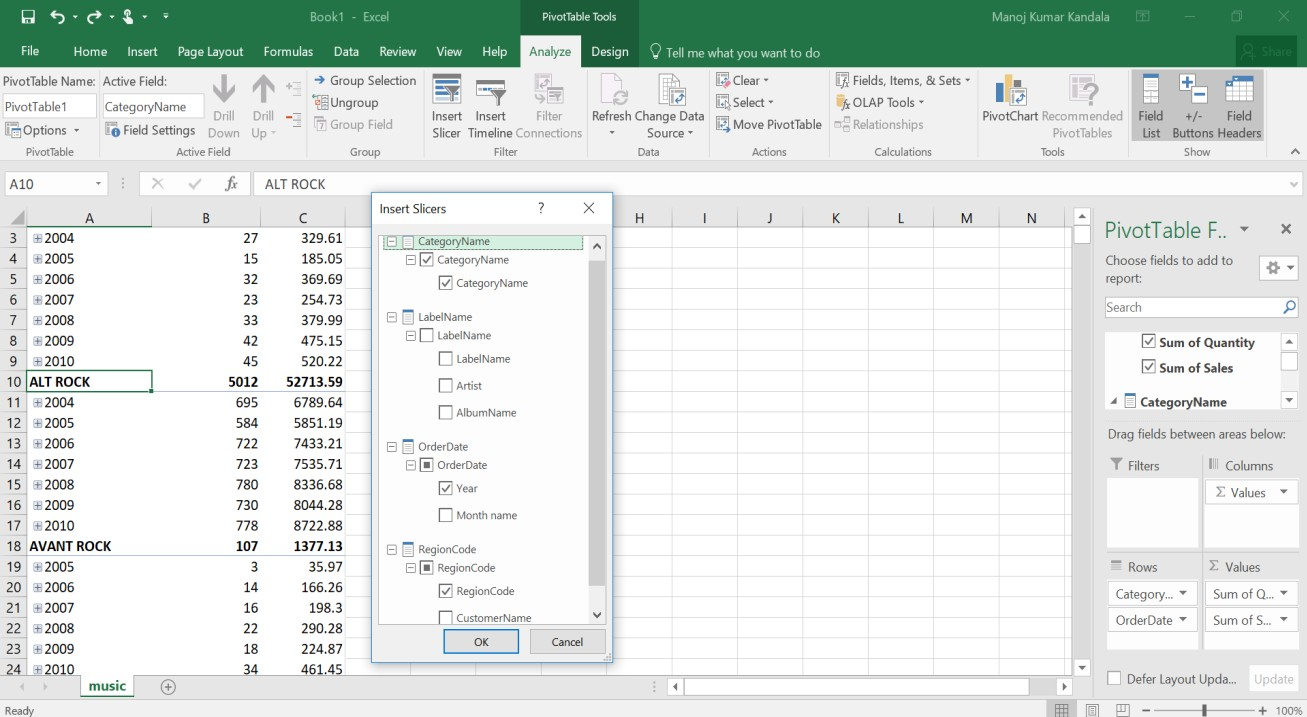 Book1 - Excel
PivotTable Tools
Manoj Kumar Kandala
File Home Insert Page Layout Formulas Data Review View Help Analyze Design Tell me what you want to do Share
PivotTable Name:
PivotTable1
Options
PivotTable
Active Field:
CategoryName
Field Settings
Drill Down
Drill Up
Active Field
Group Selection
Ungroup
Group Field
Group
Insert Slicer
Insert Timeline
Filter Connections
Filter
Refresh
Change Data Source
Data
Clear
Select
Move PivotTable
Actions
Fields, Items, & Sets
OLAP Tools
Relationships
Calculations
PivotChart
Recommended PivotTables
Tools
Field List
+/- Buttons
Field Headers
Show
A10 fx ALT ROCK
A B C H I J K L M N
3 2004 27 329.61
4 2005 15 185.05
5 2006 32 369.69
6 2007 23 254.73
7 2008 33 379.99
8 2009 42 475.15
9 2010 45 520.22
10 ALT ROCK 5012 52713.59
11 2004 695 6789.64
12 2005 584 5851.19
13 2006 722 7433.21
14 2007 723 7535.71
15 2008 780 8336.68
16 2009 730 8044.28
17 2010 778 8722.88
18 AVANT ROCK 107 1377.13
19 2005 3 35.97
20 2006 14 166.26
21 2007 16 198.3
22 2008 22 290.28
23 2009 18 224.87
24 2010 34 461.45
Insert Slicers ?
CategoryName
CategoryName
CategoryName
LabelName
LabelName
LabelName
Artist
AlbumName
OrderDate
OrderDate
Year
Month name
RegionCode
RegionCode
RegionCode
CustomerName
OK Cancel
PivotTable F..
Choose fields to add to
report:
Search
Sum of Quantity
Sum of Sales
CategoryName
Drag fields between areas below:
Filters Columns
Σ Values
Rows Σ Values
Category... Sum of Q...
OrderDate Sum of S...
Defer Layout Upda... Update
music
Ready 100%